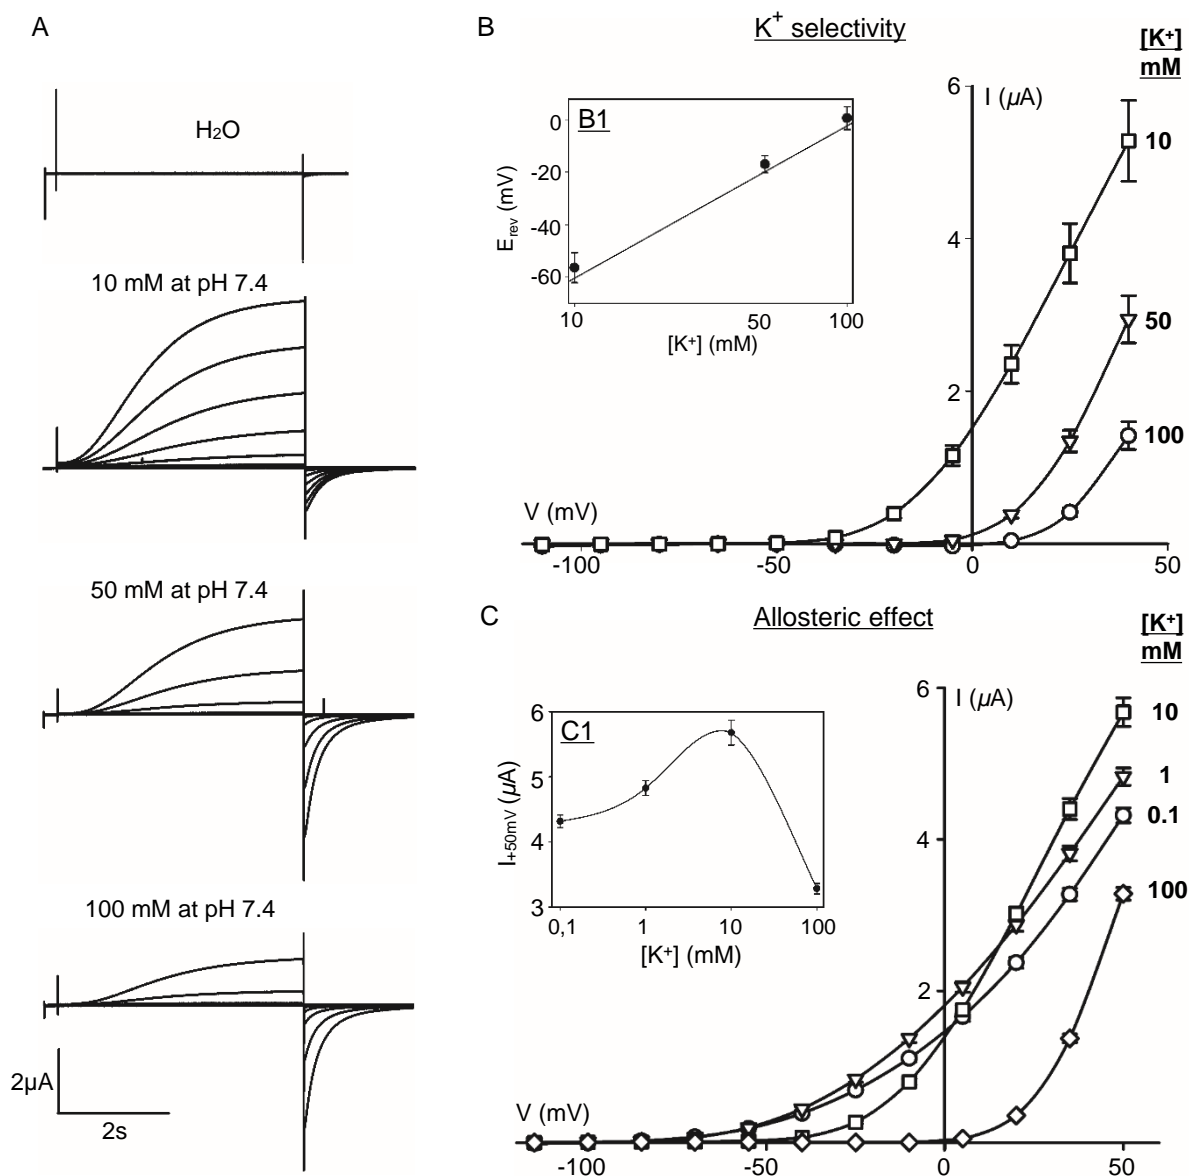 A
H2O
10 mM at pH 7.4
50 mM at pH 7.4
100 mM at pH 7.4
2µA
2s
B
K+ selectivity
[K+]
mM
6
I (µA)
10
4
50
2
100
V (mV)
-100
-50
0
50
B1
0
-20
-40
-60
Erev (mV)
10
50
100
[K+] (mM)
C
Allosteric effect
[K+]
mM
6
I (µA)
10
1
4
0.1
100
2
V (mV)
-100
-50
0
50
C1
6
5
4
3
I+50mV (µA)
0,1
1
10
100
[K+] (mM)